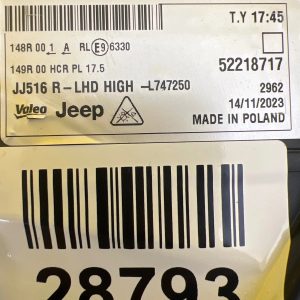 T.Y 17:45
148R 00 1 A RL E9 6330
149R 00 HCR PL 17.5 52218717
JJ516 R-LHD HIGH -L747250 2962
Valeo Jeep 14/11/2023
MADE IN POLAND
28793